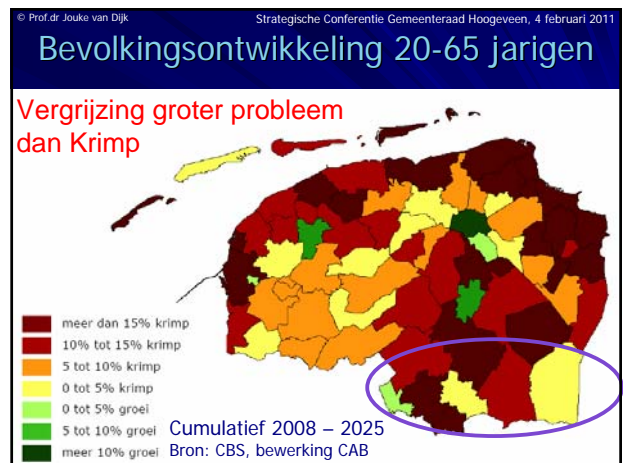 © Prof.dr Jouke van Dijk
Strategische Conferentie Gemeenteraad Hoogeveen, 4 februari 2011
Bevolkingsontwikkeling 20-65 jarigen
Vergrijzing groter probleem
dan Krimp
meer dan 15% krimp
10% tot 15% krimp
5 tot 10% krimp
0 tot 5% krimp
0 tot 5% groei
5 tot 10% groei
meer 10% groei
Cumulatief 2008 – 2025
Bron: CBS, bewerking CAB